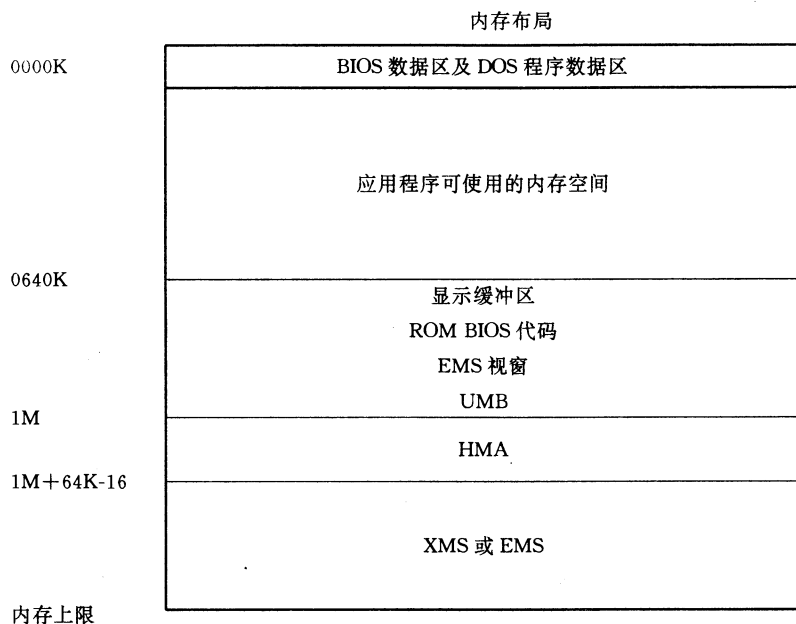 内存布局
0000K
BIOS 数据区及 DOS 程序数据区
应用程序可使用的内存空间
0640K
显示缓冲区
ROM BIOS 代码
EMS 视窗
UMB
1M
HMA
1M+64K-16
XMS 或 EMS
内存上限